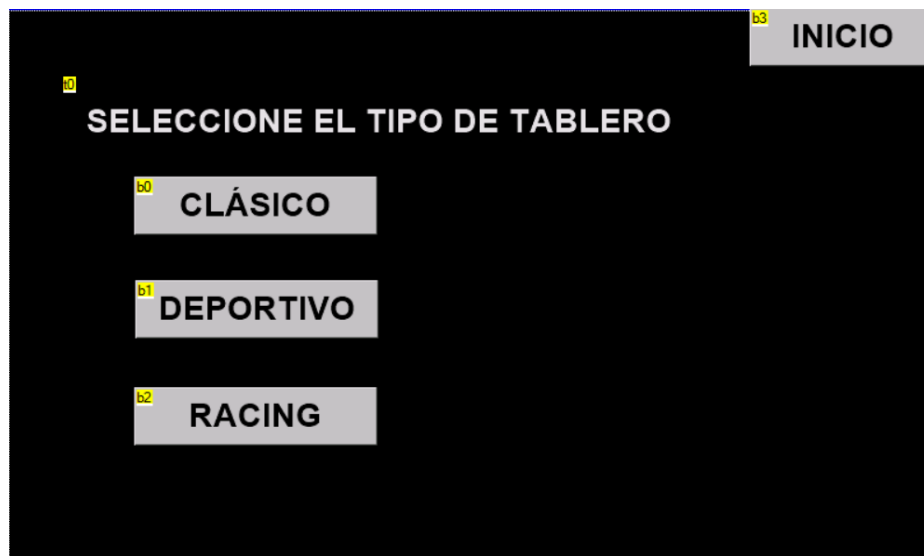 b3
INICIO
t0
SELECCIONE EL TIPO DE TABLERO
b0
CLÁSICO
b1
DEPORTIVO
b2
RACING